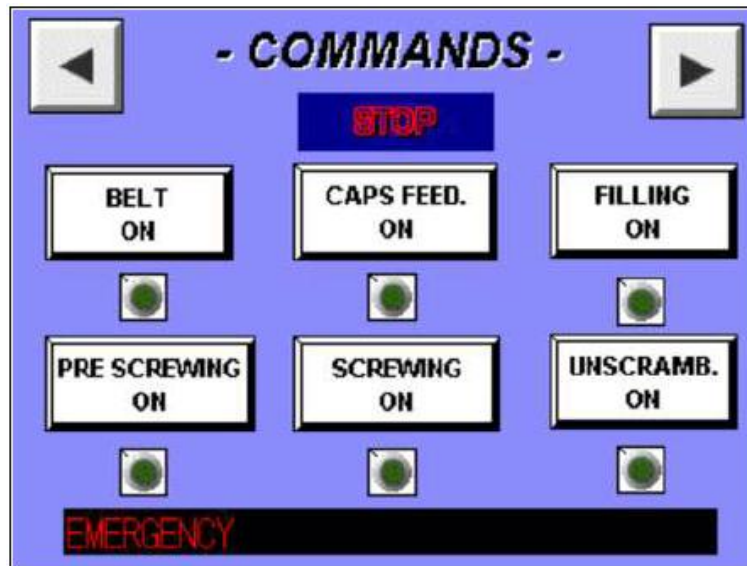 - COMMANDS -
STOP
BELT
ON
CAPS FEED.
ON
FILLING
ON
PRE SCREWING
ON
SCREWING
ON
UNSCRAMB.
ON
EMERGENCY